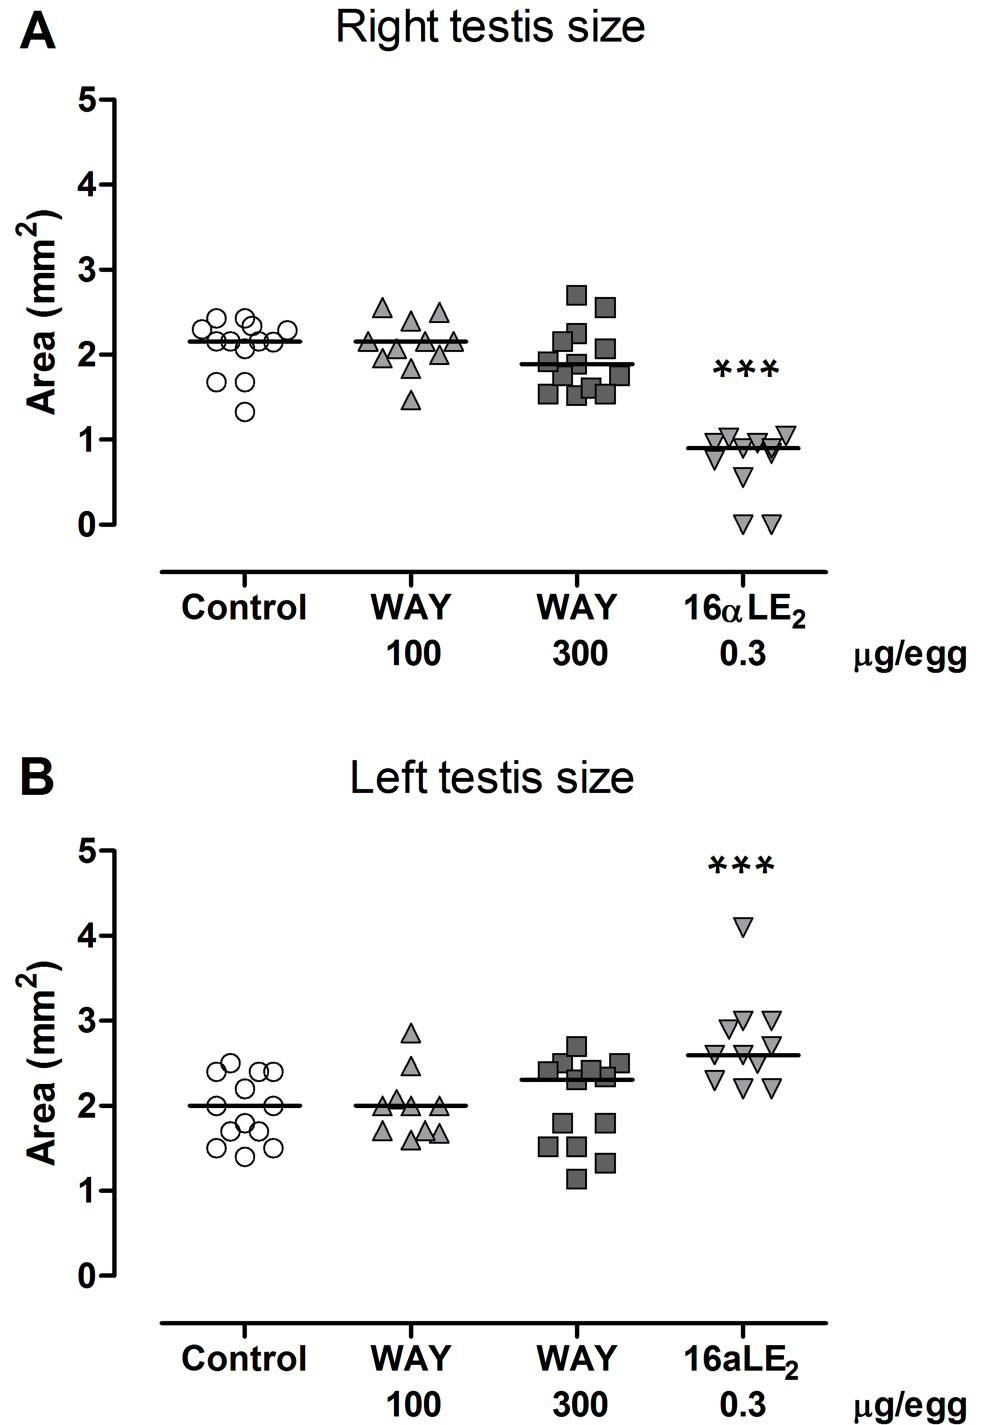 A
Right testis size
Area (mm²)
5
4
3
2
1
0
***
Control WAY WAY 16αLE₂
100 300 0.3 µg/egg
B
Left testis size
Area (mm²)
5
4
3
2
1
0
***
Control WAY WAY 16aLE₂
100 300 0.3 µg/egg